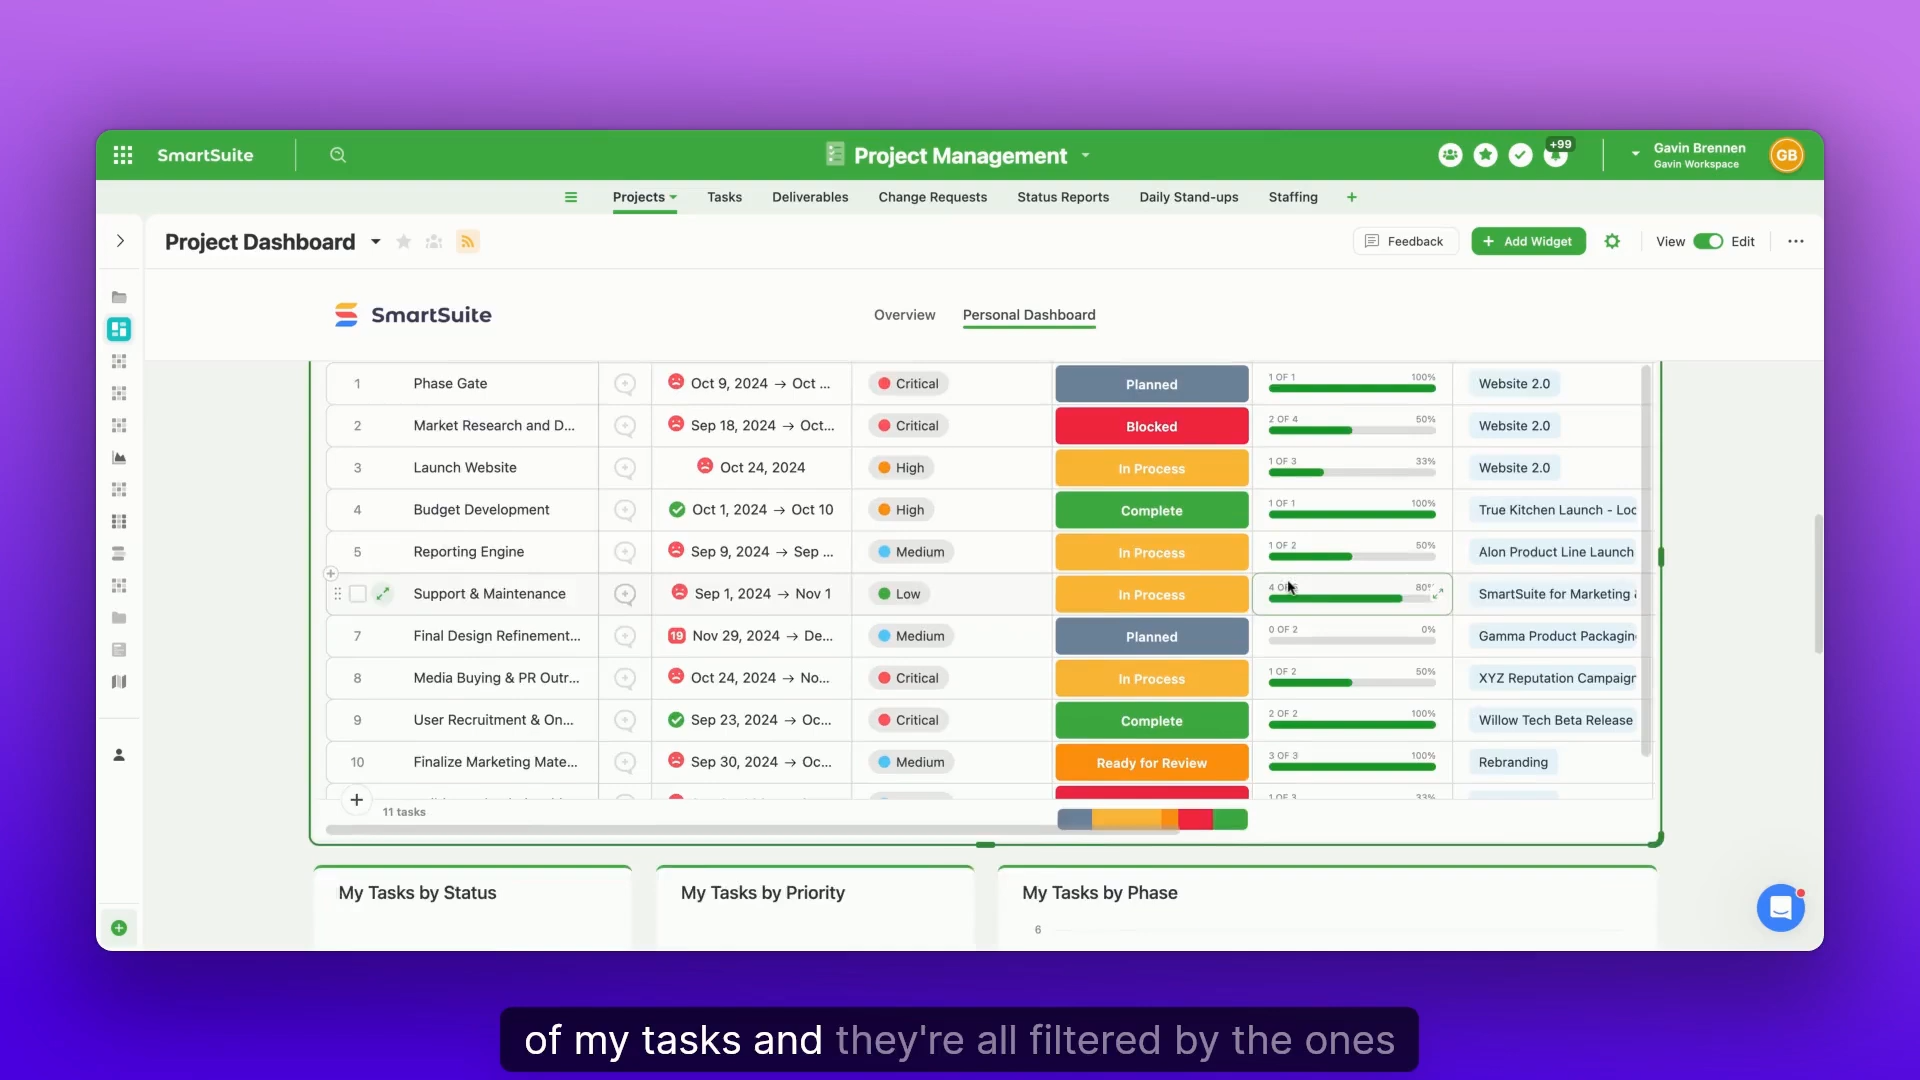 SmartSuite
Project Management
+99
Gavin Brennen
Gavin Workspace
GB
Projects
Tasks
Deliverables
Change Requests
Status Reports
Daily Stand-ups
Staffing
+
Project Dashboard
Feedback
+ Add Widget
View
Edit
SmartSuite
Overview
Personal Dashboard
1 Phase Gate Oct 9, 2024 → Oct ... Critical Planned 1 OF 1 100% Website 2.0
2 Market Research and D... Sep 18, 2024 → Oct... Critical Blocked 2 OF 4 50% Website 2.0
3 Launch Website Oct 24, 2024 High In Process 1 OF 3 33% Website 2.0
4 Budget Development Oct 1, 2024 → Oct 10 High Complete 1 OF 1 100% True Kitchen Launch - Loc
5 Reporting Engine Sep 9, 2024 → Sep ... Medium In Process 1 OF 2 50% Alon Product Line Launch
Support & Maintenance Sep 1, 2024 → Nov 1 Low In Process 4 80% SmartSuite for Marketing
7 Final Design Refinement... 19 Nov 29, 2024 → De... Medium Planned 0 OF 2 0% Gamma Product Packagin
8 Media Buying & PR Outr... Oct 24, 2024 → No... Critical In Process 1 OF 2 50% XYZ Reputation Campaign
9 User Recruitment & On... Sep 23, 2024 → Oc... Critical Complete 2 OF 2 100% Willow Tech Beta Release
10 Finalize Marketing Mate... Sep 30, 2024 → Oc... Medium Ready for Review 3 OF 3 100% Rebranding
1 OF 3 33%
+
11 tasks
My Tasks by Status
My Tasks by Priority
My Tasks by Phase
6
of my tasks and they're all filtered by the ones